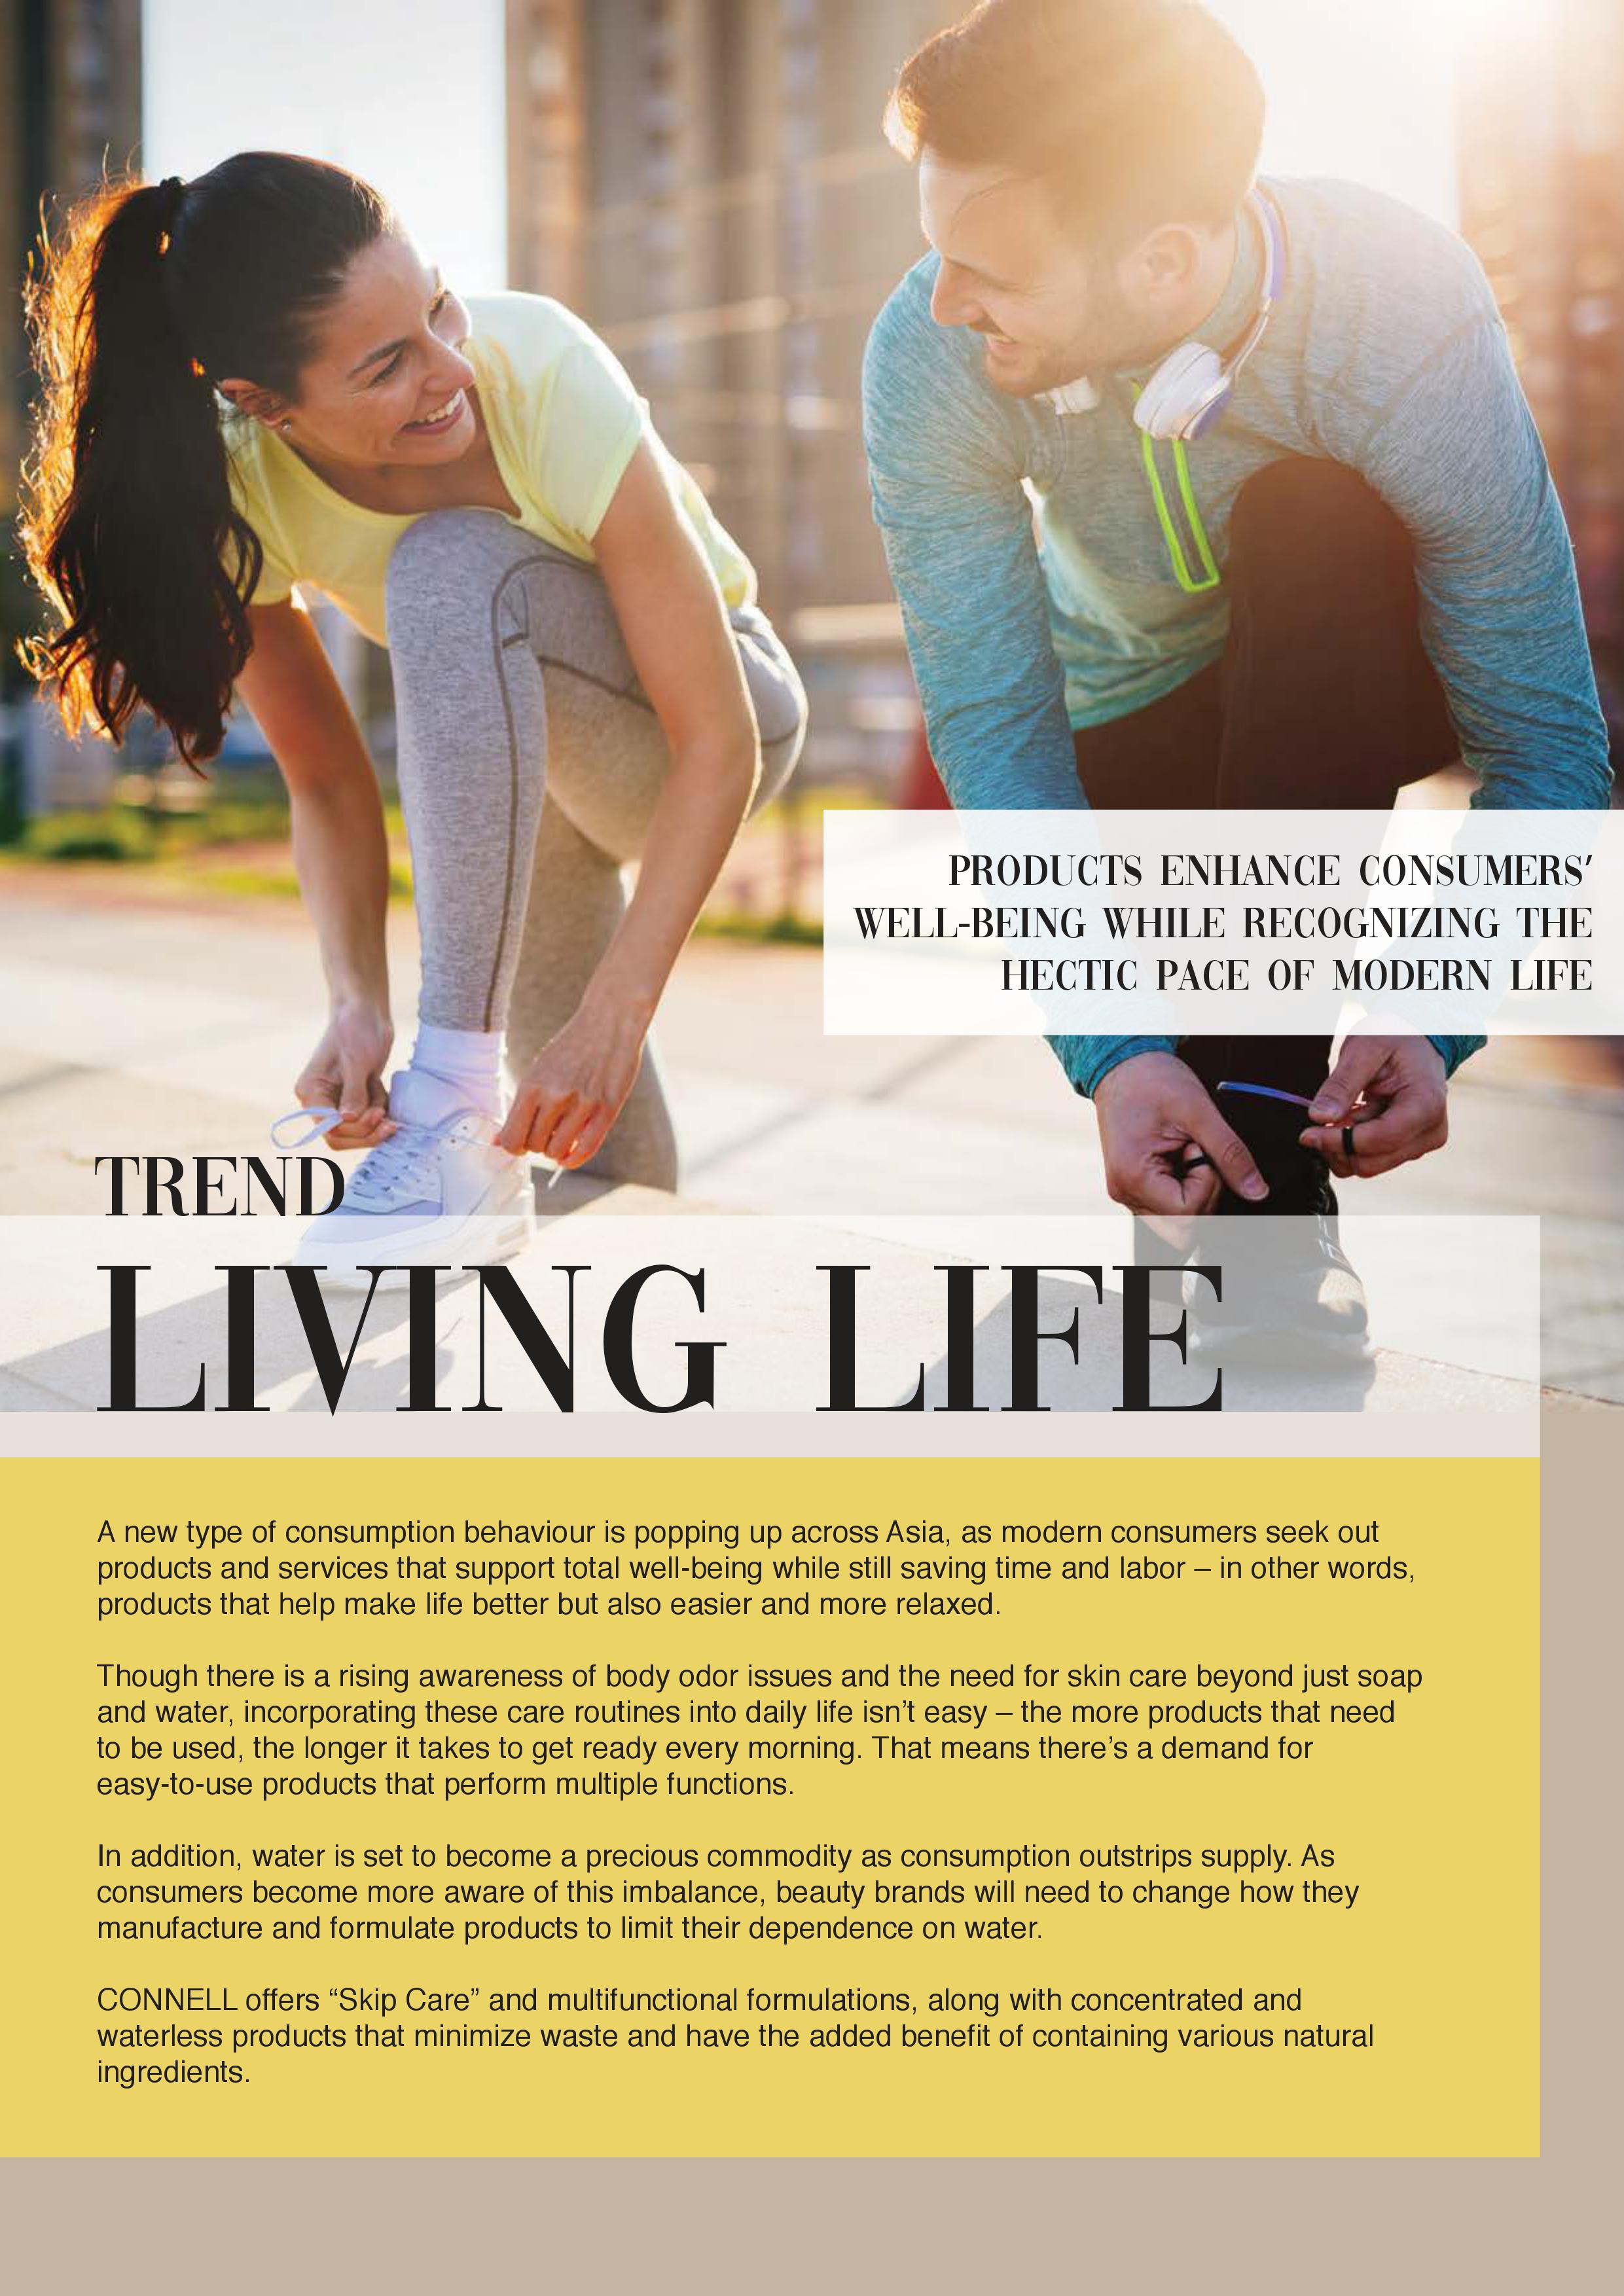 PRODUCTS ENHANCE CONSUMERS’
WELL-BEING WHILE RECOGNIZING THE
HECTIC PACE OF MODERN LIFE
TREND
LIVING LIFE
A new type of consumption behaviour is popping up across Asia, as modern consumers seek out
products and services that support total well-being while still saving time and labor – in other words,
products that help make life better but also easier and more relaxed.
Though there is a rising awareness of body odor issues and the need for skin care beyond just soap
and water, incorporating these care routines into daily life isn’t easy – the more products that need
to be used, the longer it takes to get ready every morning. That means there’s a demand for
easy-to-use products that perform multiple functions.
In addition, water is set to become a precious commodity as consumption outstrips supply. As
consumers become more aware of this imbalance, beauty brands will need to change how they
manufacture and formulate products to limit their dependence on water.
CONNELL offers “Skip Care” and multifunctional formulations, along with concentrated and
waterless products that minimize waste and have the added benefit of containing various natural
ingredients.